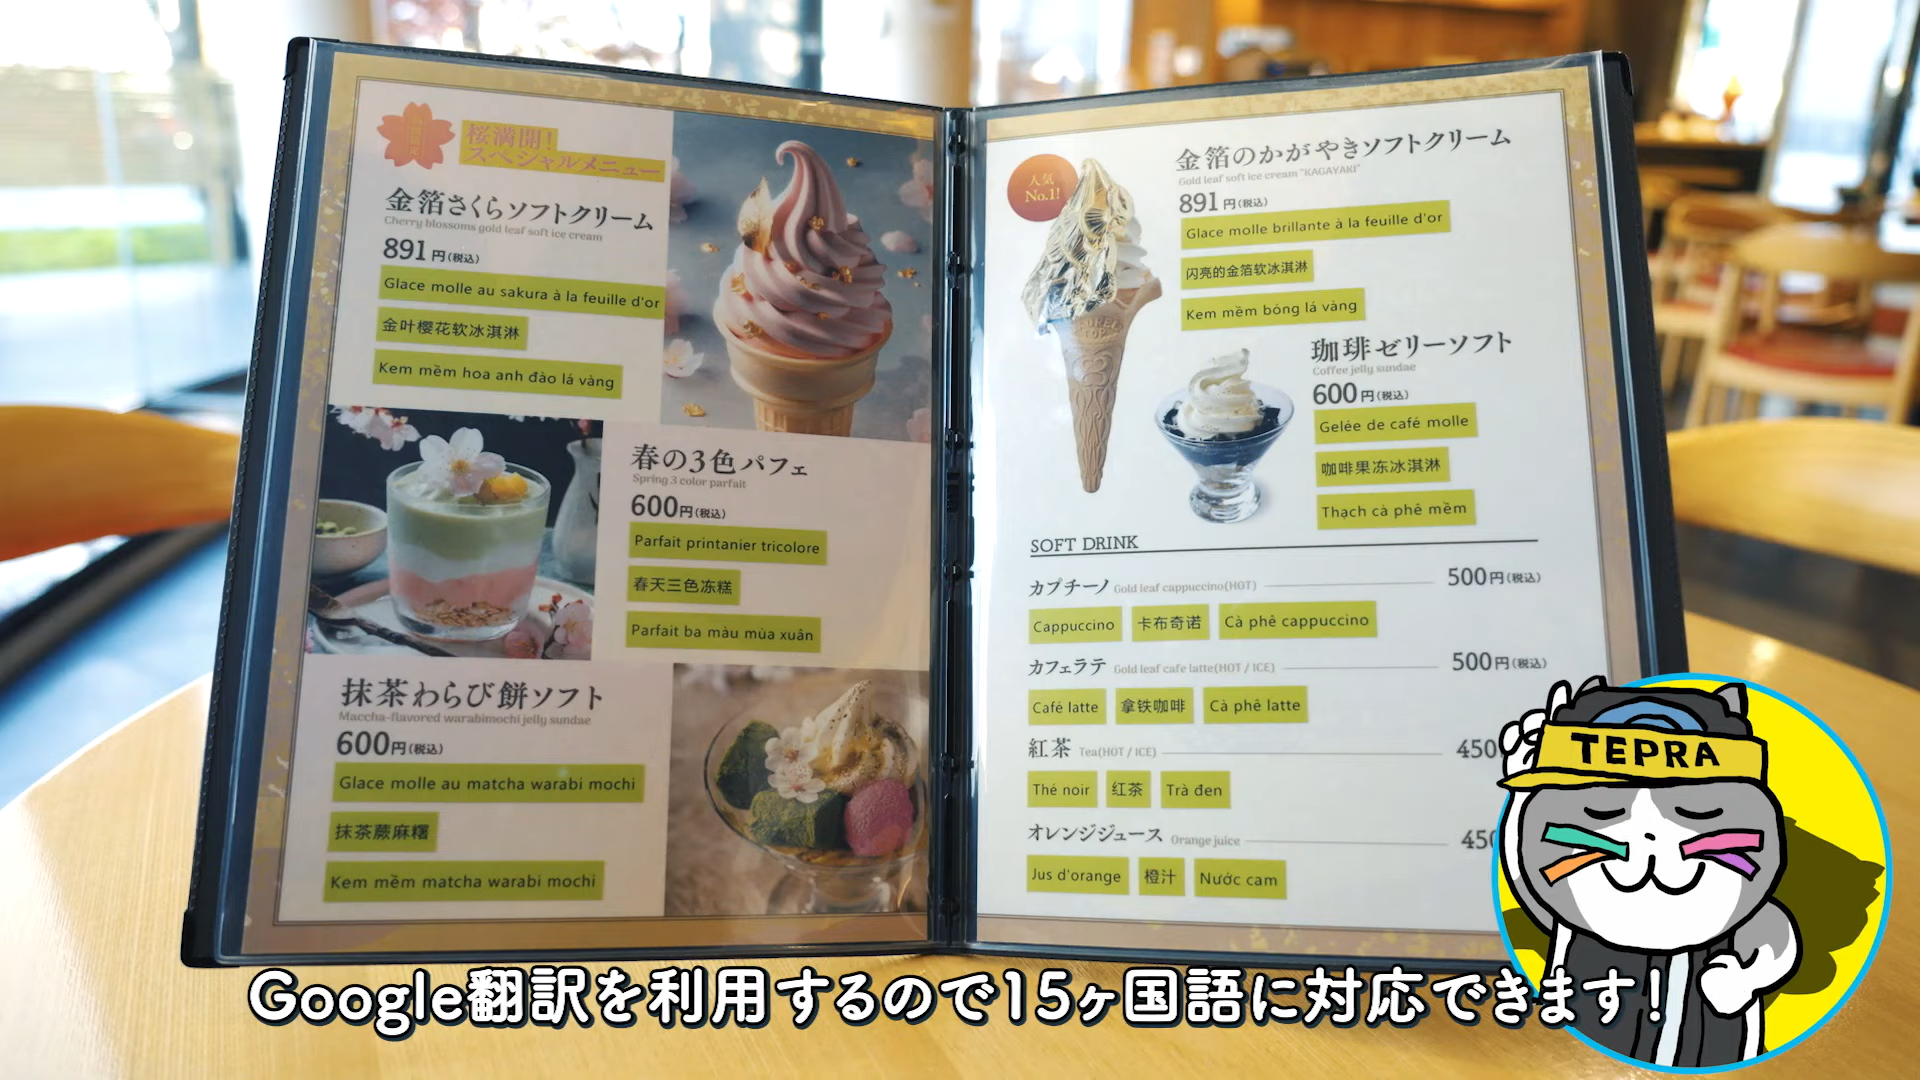 桜満開!
スペシャルメニュー
金箔さくらソフトクリーム
Cherry blossoms gold leaf soft ice cream
891円(税込)
Glace molle au sakura à la feuille d'or
金叶樱花软冰淇淋
Kem mềm hoa anh đào lá vàng
春の3色パフェ
Spring 3 color parfait
600円(税込)
Parfait printanier tricolore
春天三色冻糕
Parfait ba màu mùa xuân
抹茶わらび餅ソフト
Maccha-flavored warabimochi jelly sundae
600円(税込)
Glace molle au matcha warabi mochi
抹茶蕨麻糬
Kem mềm matcha warabi mochi
人気
No.1!
金箔のかがやきソフトクリーム
Gold leaf soft ice cream "KAGAYAKI"
891円(税込)
Glace molle brillante à la feuille d'or
闪亮的金箔软冰淇淋
Kem mềm bóng lá vàng
珈琲ゼリーソフト
Coffee jelly sundae
600円(税込)
Gelée de café molle
咖啡果冻冰淇淋
Thạch cà phê mềm
SOFT DRINK
カプチーノ Gold leaf cappuccino(HOT) 500円(税込)
Cappuccino 卡布奇诺 Cà phê cappuccino
カフェラテ Gold leaf cafe latte(HOT / ICE) 500円(税込)
Café latte 拿铁咖啡 Cà phê latte
紅茶 Tea(HOT / ICE) 450
Thé noir 红茶 Trà đen
オレンジジュース Orange juice 450
Jus d'orange 橙汁 Nước cam
TEPRA
Google翻訳を利用するので15ヶ国語に対応できます!